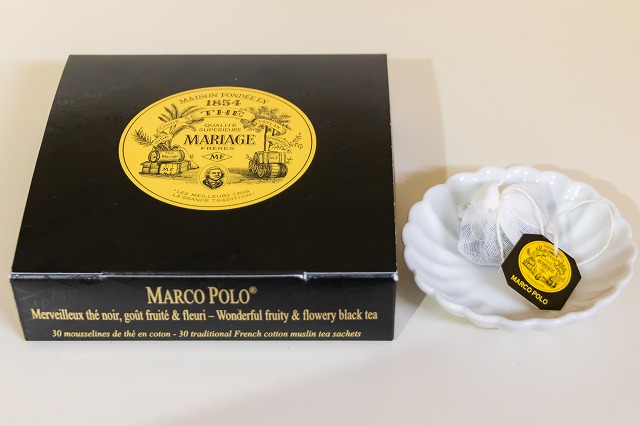 MAISON FONDÉE EN
1854
THÉ
QUALITÉ
SUPÉRIEURE
MARIAGE
FRÈRES
MF
MF
"LES MEILLEURS CRUS
LA GRANDE TRADITION"
MARCO POLO®
Merveilleux thé noir, goût fruité & fleuri – Wonderful fruity & flowery black tea
30 mousselines de thé en coton - 30 traditional French cotton muslin tea sachets
MARCO POLO